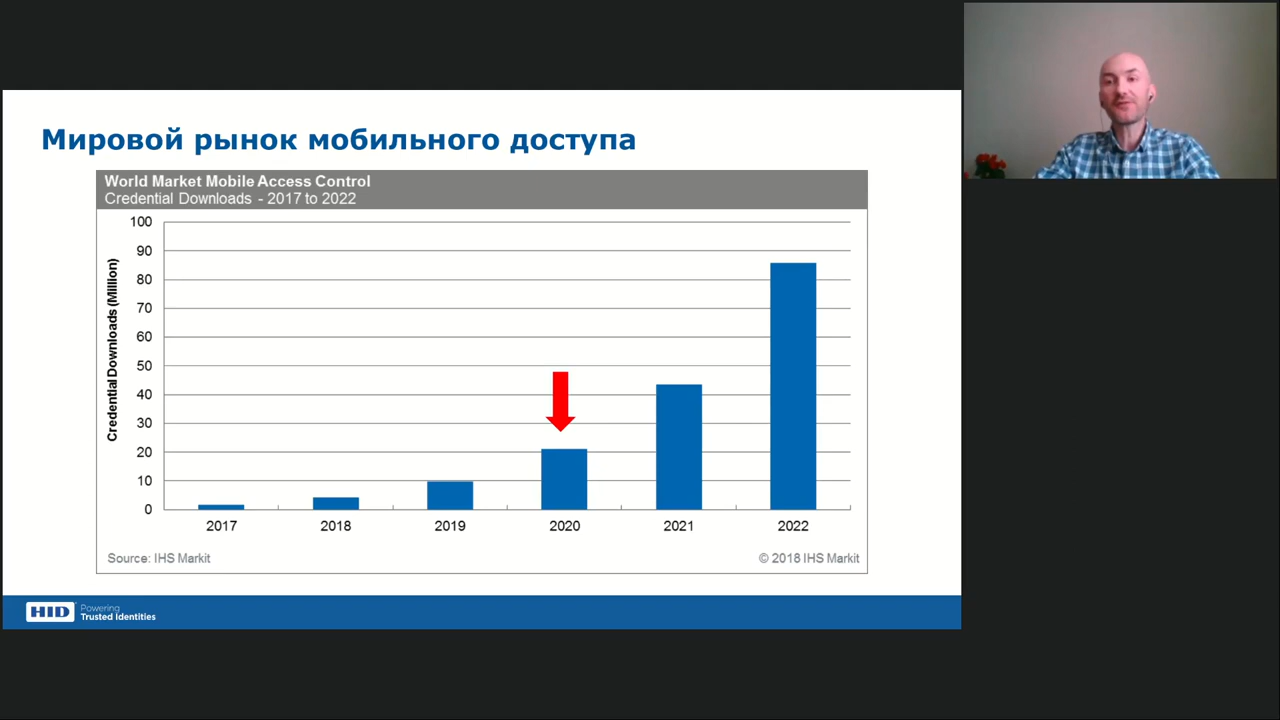 Мировой рынок мобильного доступа
World Market Mobile Access Control
Credential Downloads - 2017 to 2022
Credential Downloads (Million)
100
90
80
70
60
50
40
30
20
10
0
2017 2018 2019 2020 2021 2022
Source: IHS Markit © 2018 IHS Markit
HID Powering
Trusted Identities